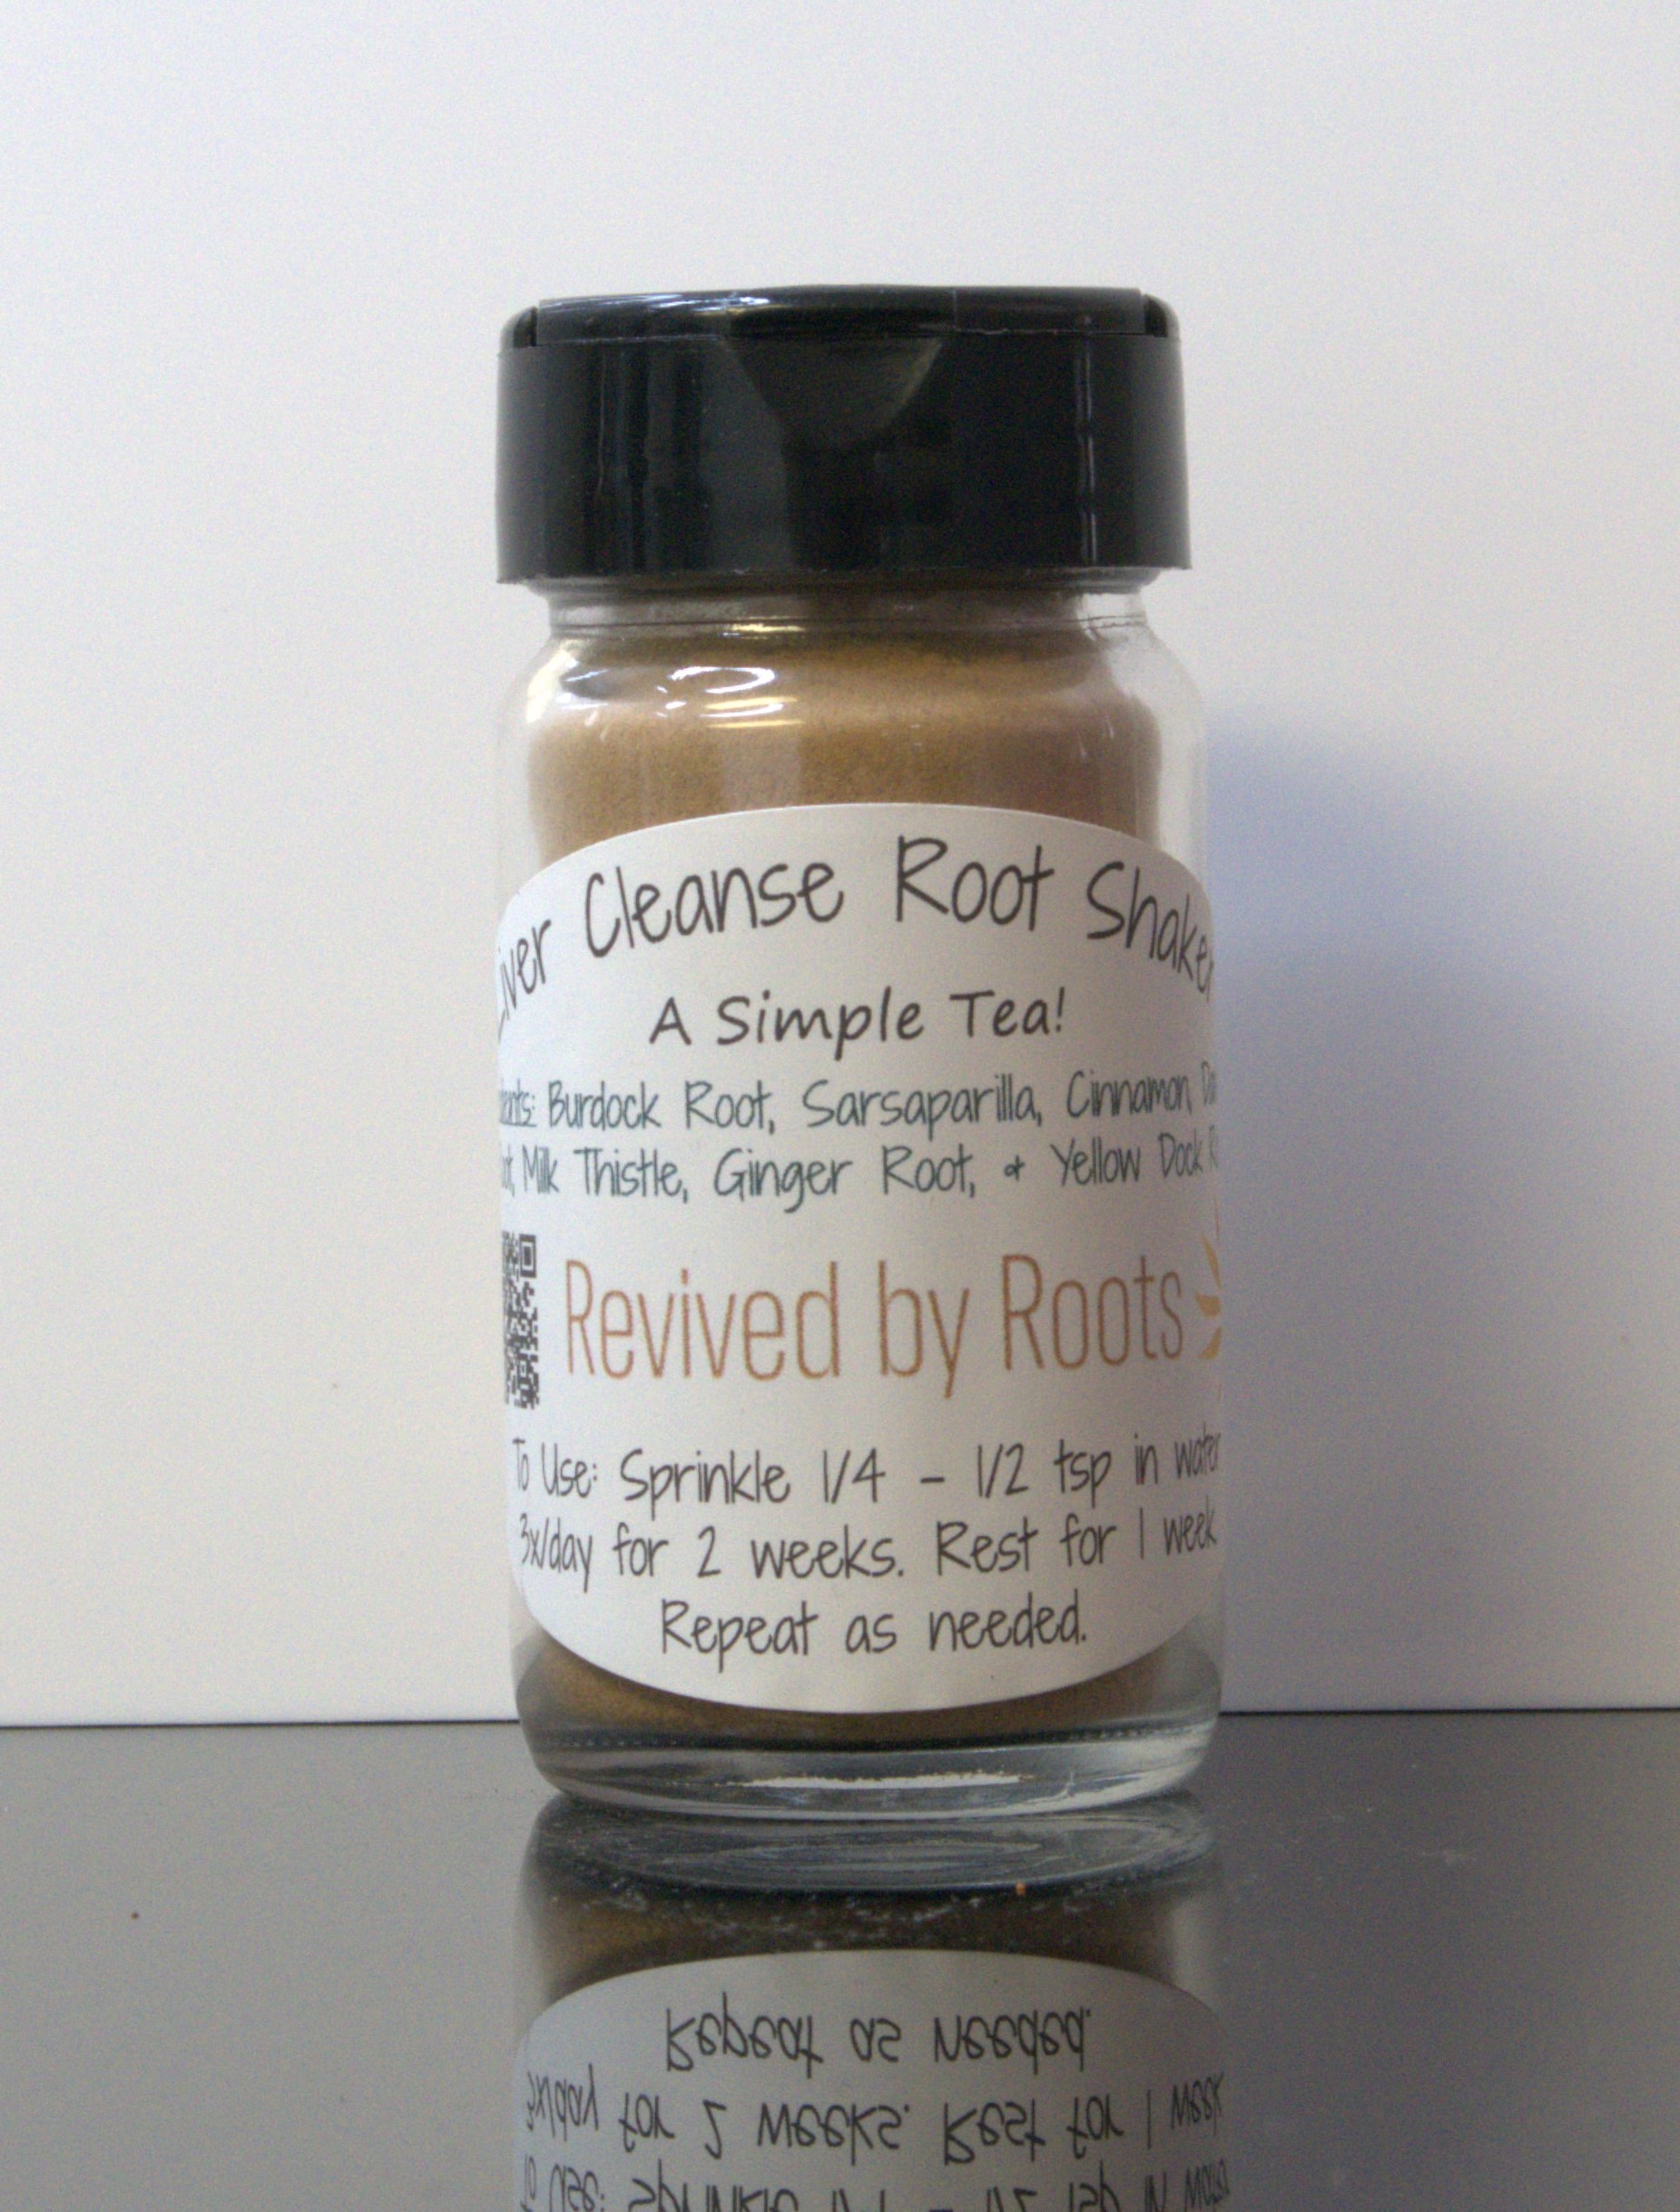 Liver Cleanse Root Shaker
A Simple Tea!
Burdock Root, Sarsaparilla, Cinnamon,
Milk Thistle, Ginger Root, & Yellow Dock
Revived by Roots
To Use: Sprinkle 1/4 - 1/2 tsp in water
3x/day for 2 weeks. Rest for 1 week.
Repeat as needed.